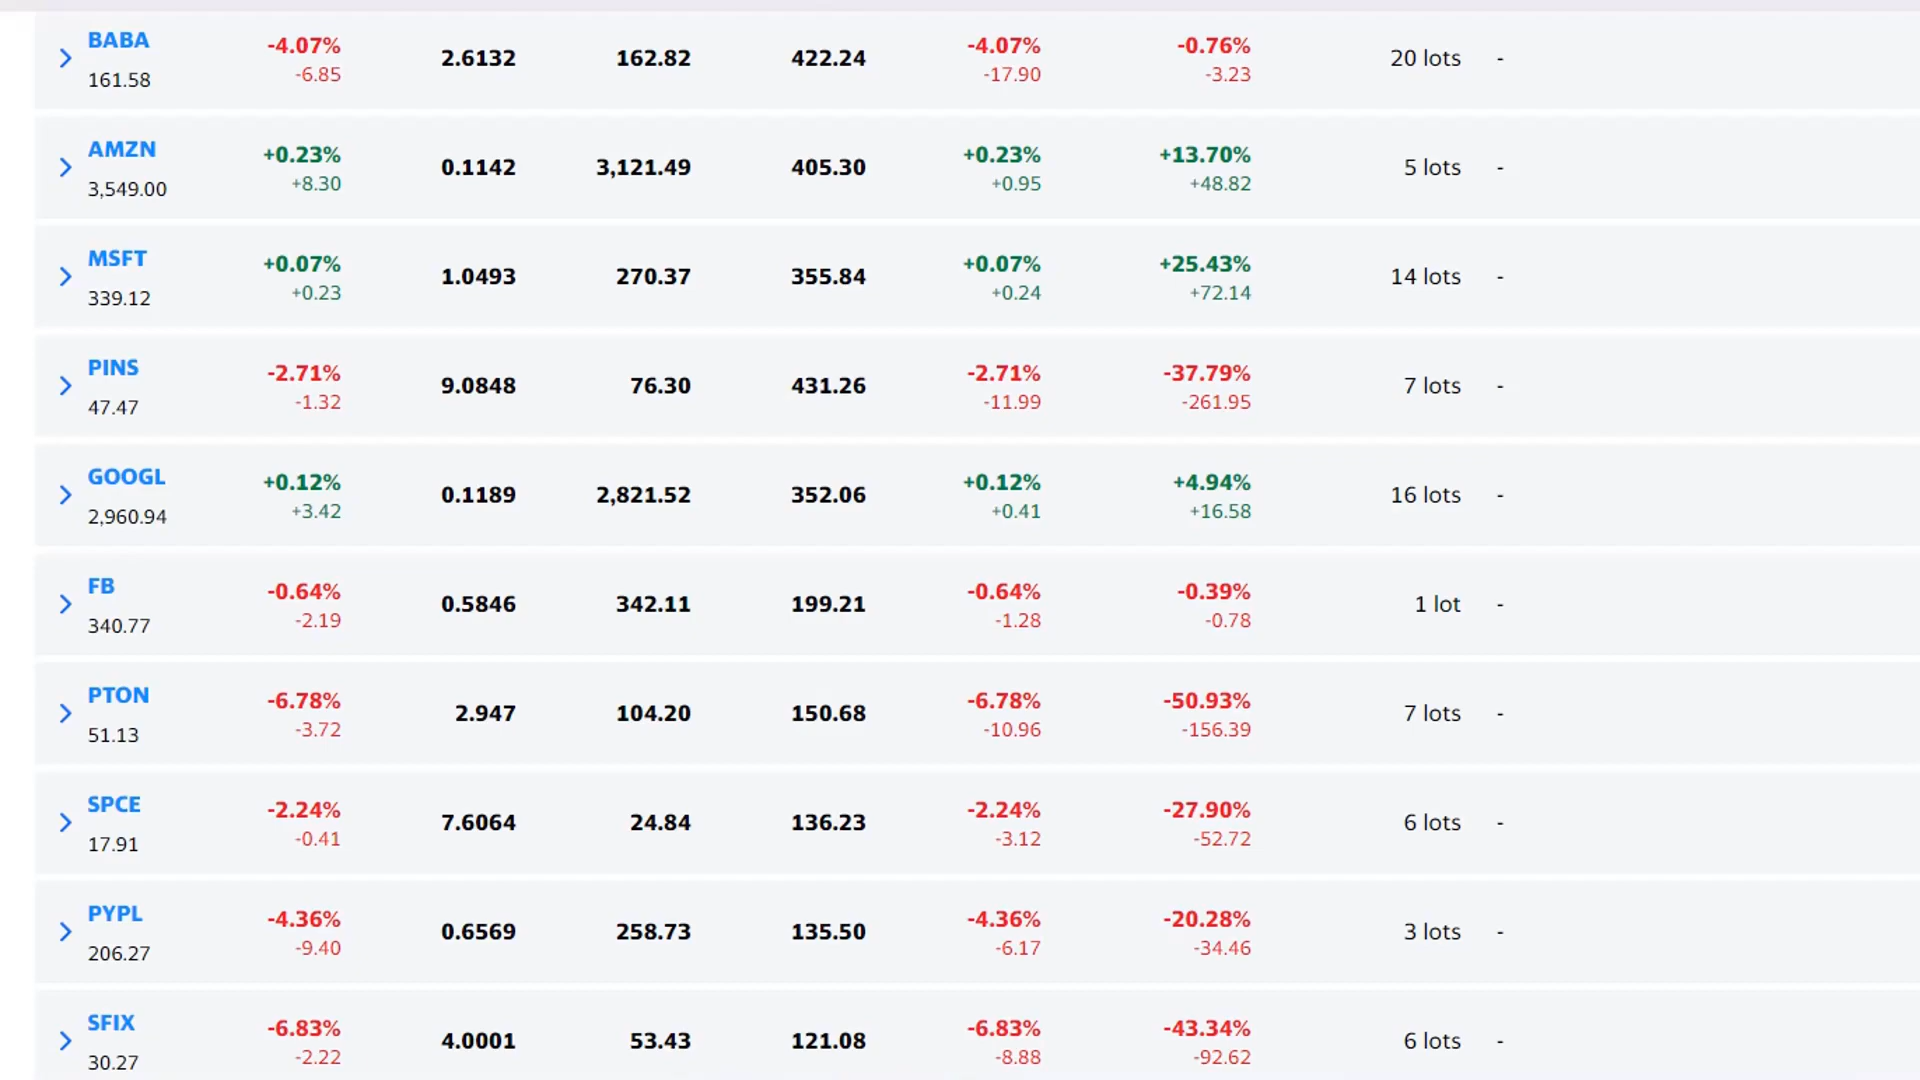 BABA -4.07% 2.6132 162.82 422.24 -4.07% -0.76% 20 lots -
161.58 -6.85 -17.90 -3.23
AMZN +0.23% 0.1142 3,121.49 405.30 +0.23% +13.70% 5 lots -
3,549.00 +8.30 +0.95 +48.82
MSFT +0.07% 1.0493 270.37 355.84 +0.07% +25.43% 14 lots -
339.12 +0.23 +0.24 +72.14
PINS -2.71% 9.0848 76.30 431.26 -2.71% -37.79% 7 lots -
47.47 -1.32 -11.99 -261.95
GOOGL +0.12% 0.1189 2,821.52 352.06 +0.12% +4.94% 16 lots -
2,960.94 +3.42 +0.41 +16.58
FB -0.64% 0.5846 342.11 199.21 -0.64% -0.39% 1 lot -
340.77 -2.19 -1.28 -0.78
PTON -6.78% 2.947 104.20 150.68 -6.78% -50.93% 7 lots -
51.13 -3.72 -10.96 -156.39
SPCE -2.24% 7.6064 24.84 136.23 -2.24% -27.90% 6 lots -
17.91 -0.41 -3.12 -52.72
PYPL -4.36% 0.6569 258.73 135.50 -4.36% -20.28% 3 lots -
206.27 -9.40 -6.17 -34.46
SFIX -6.83% 4.0001 53.43 121.08 -6.83% -43.34% 6 lots -
30.27 -2.22 -8.88 -92.62